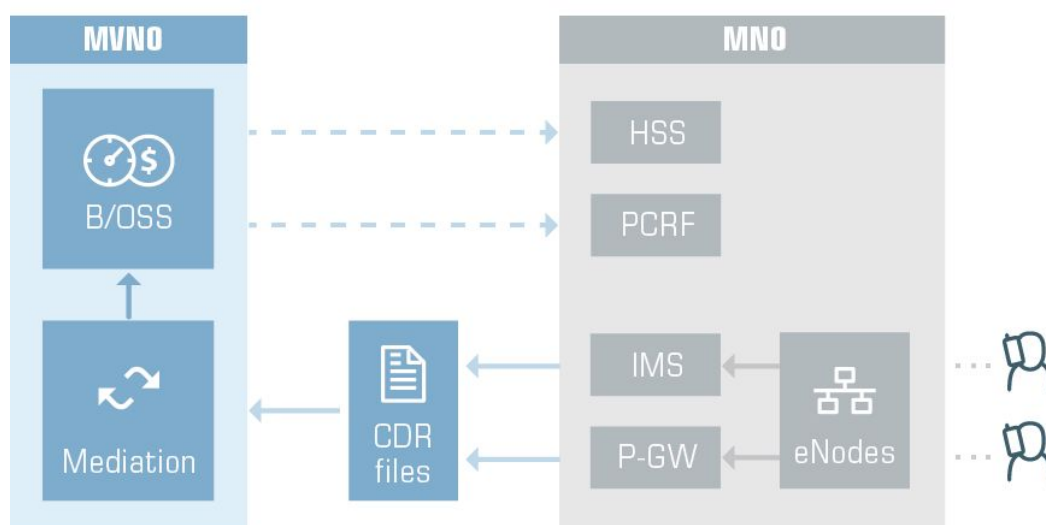 MVNO
MNO
$
B/OSS
HSS
PCRF
Mediation
CDR
files
IMS
P-GW
eNodes